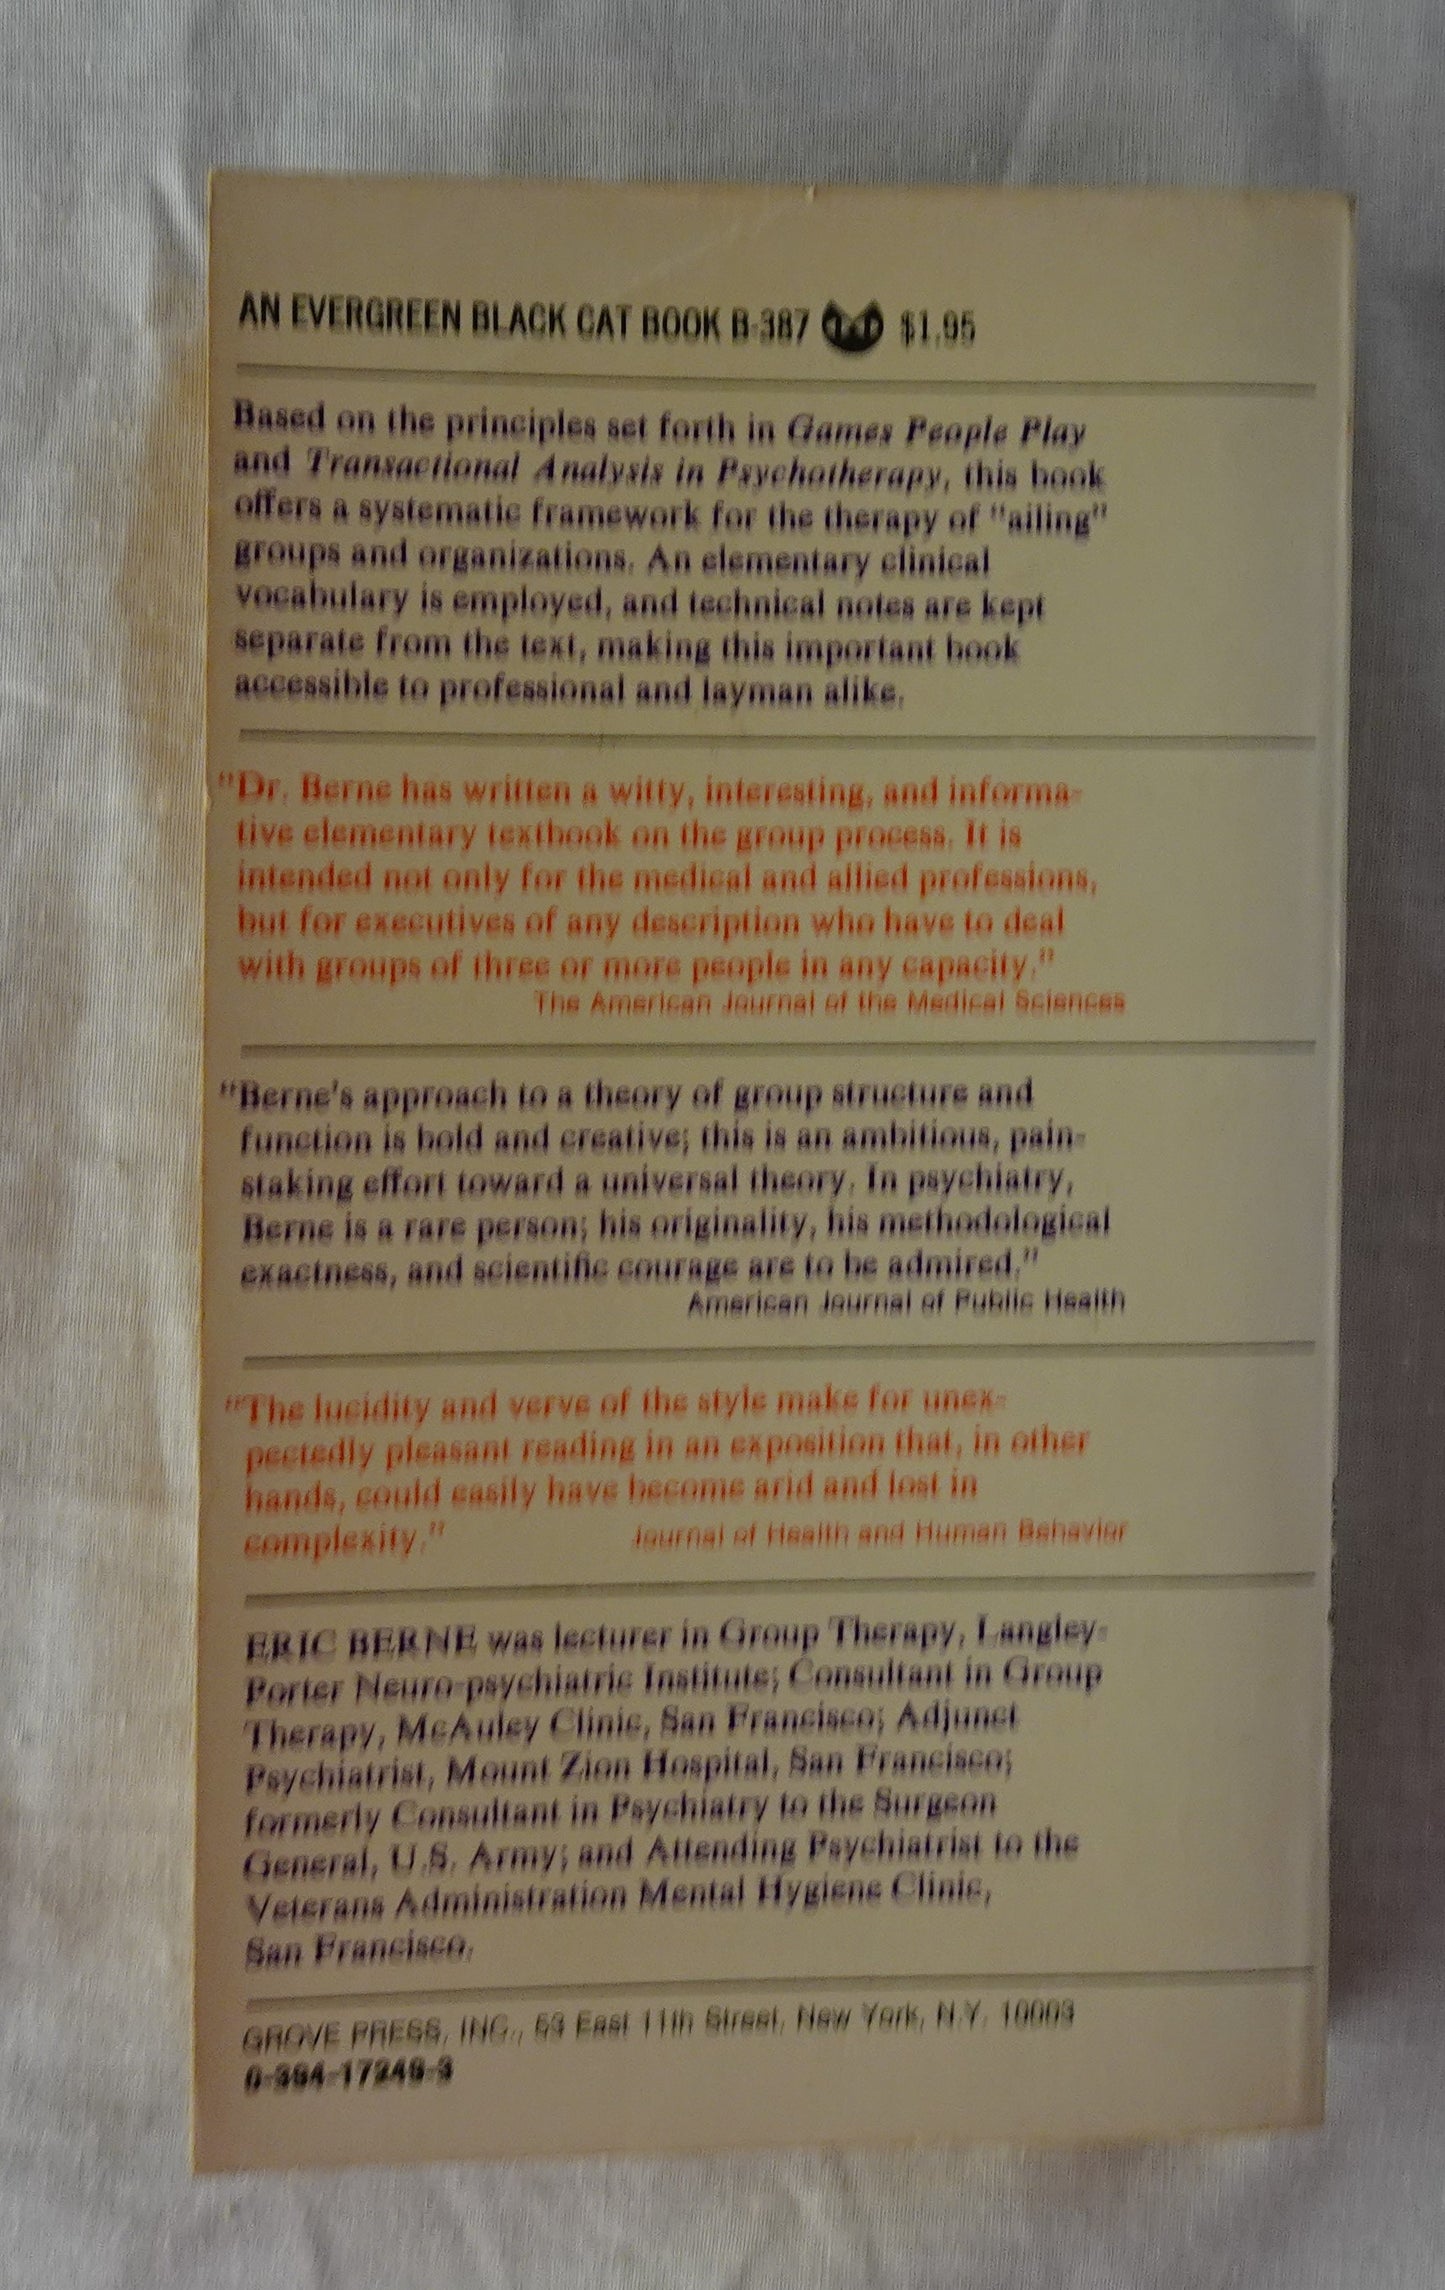 AN EVERGREEN BLACK CAT BOOK B-387 $1.95
Based on the principles set forth in Games People Play
and Transactional Analysis in Psychotherapy, this book
offers a systematic framework for the therapy of "ailing"
groups and organizations. An elementary clinical
vocabulary is employed, and technical notes are kept
separate from the text, making this important book
accessible to professional and layman alike.
"Dr. Berne has written a witty, interesting, and informa-
tive elementary textbook on the group process. It is
intended not only for the medical and allied professions,
but for executives of any description who have to deal
with groups of three or more people in any capacity."
The American Journal of the Medical Sciences
"Berne's approach to a theory of group structure and
function is bold and creative; this is an ambitious, pain-
staking effort toward a universal theory. In psychiatry,
Berne is a rare person; his originality, his methodological
exactness, and scientific courage are to be admired."
American Journal of Public Health
"The lucidity and verve of the style make for unex-
pectedly pleasant reading in an exposition that, in other
hands, could easily have become arid and lost in
complexity." Journal of Health and Human Behavior
ERIC BERNE was lecturer in Group Therapy, Langley-
Porter Neuro-psychiatric Institute; Consultant in Group
Therapy, McAuley Clinic, San Francisco; Adjunct
Psychiatrist, Mount Zion Hospital, San Francisco;
formerly Consultant in Psychiatry to the Surgeon
General, U.S. Army; and Attending Psychiatrist to the
Veterans Administration Mental Hygiene Clinic,
San Francisco.
GROVE PRESS, INC., 53 East 11th Street, New York, N.Y. 10003